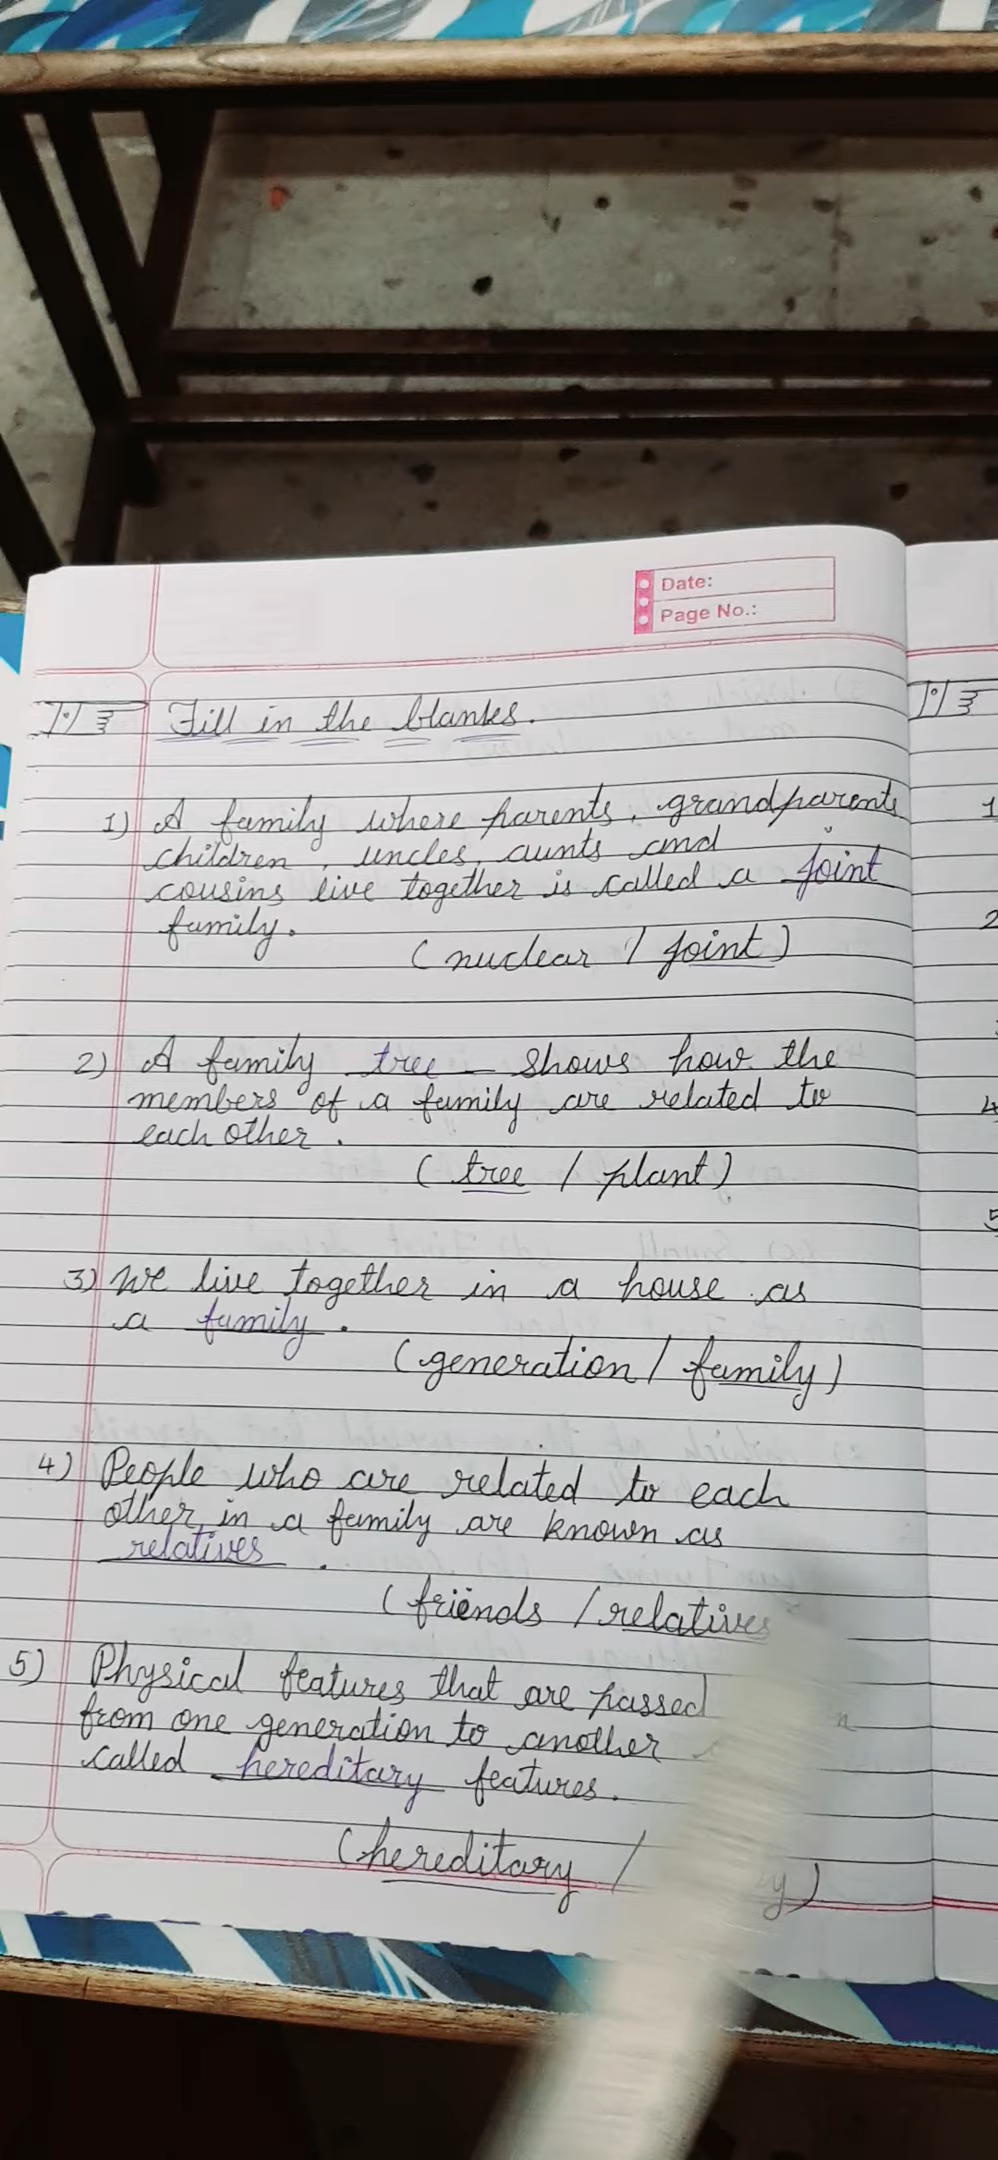 Date:
Page No.:
Fill in the blanks.
1) A family where parents, grandparents,
children, uncles, aunts and
cousins live together is called a joint
family.
(nuclear / joint)
2) A family tree shows how the
members of a family are related to
each other.
(tree / plant)
3) We live together in a house as
a family.
(generation / family)
4) People who are related to each
other in a family are known as
relatives.
(friends / relatives
5) Physical features that are passed
from one generation to another
called hereditary features.
(hereditary /
1
2
4
5